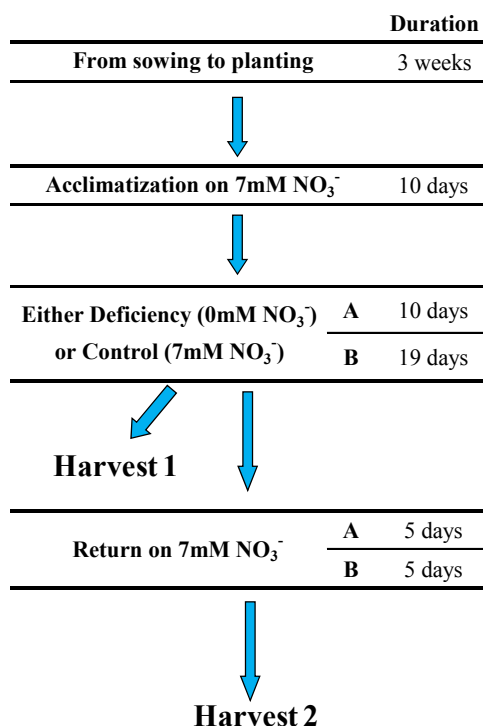 Duration
From sowing to planting 3 weeks
Acclimatization on 7mM NO₃⁻ 10 days
Either Deficiency (0mM NO₃⁻) A 10 days
or Control (7mM NO₃⁻) B 19 days
Harvest 1
Return on 7mM NO₃⁻ A 5 days
B 5 days
Harvest 2